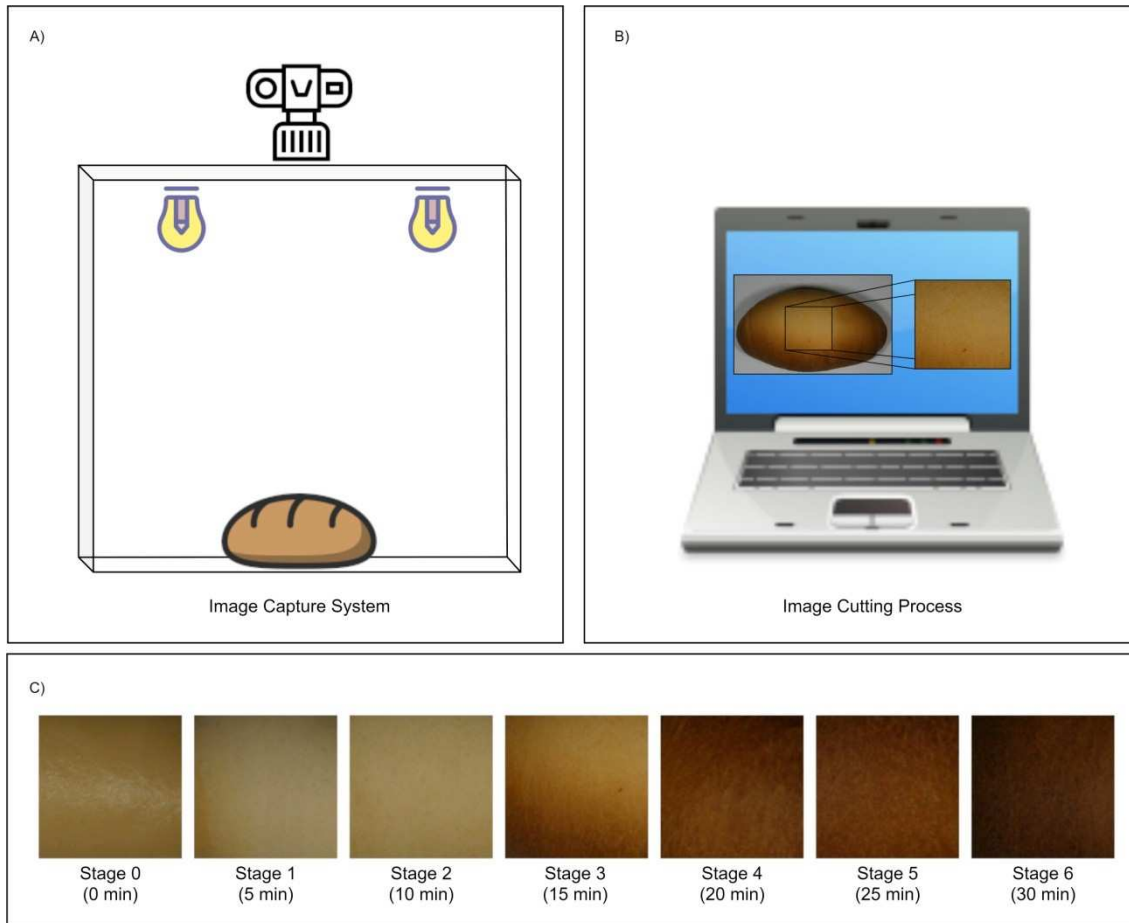 A)
Image Capture System
B)
Image Cutting Process
C)
Stage 0
(0 min)
Stage 1
(5 min)
Stage 2
(10 min)
Stage 3
(15 min)
Stage 4
(20 min)
Stage 5
(25 min)
Stage 6
(30 min)